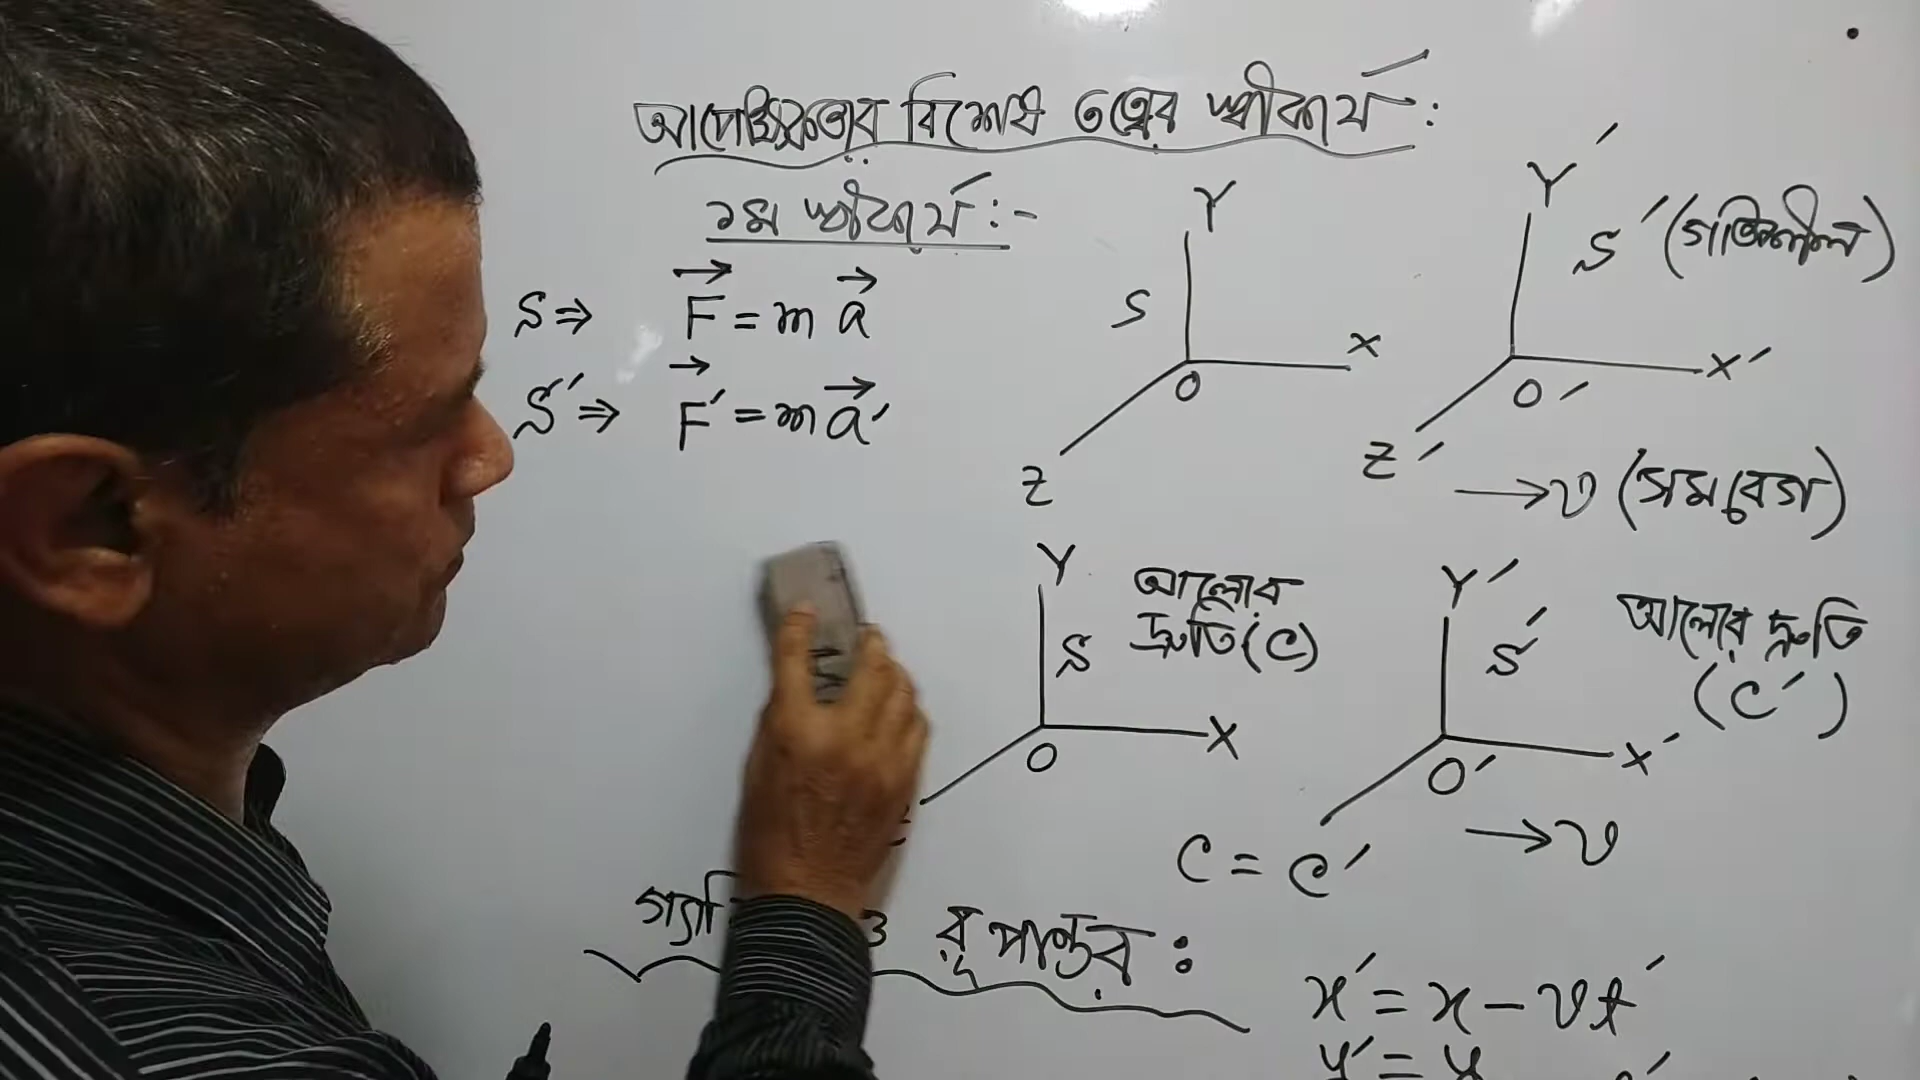 আপেক্ষিকতার বিশেষ তত্ত্বের স্বীকার্য :
১ম স্বীকার্য :-
S ⇒ F⃗ = m a⃗
S′ ⇒ F⃗′ = m a⃗′
Y
S
X
O
Z
Y′
S′ (গতিশীল)
X′
O′
Z′
→ v (সমবেগ)
Y
আলোর
দ্রুতি (C)
S
X
O
Y′
S′
আলোর দ্রুতি
(C′)
X′
O′
→ v
C = C′
রূপান্তর :
x′ = x - vt′
y′ = y